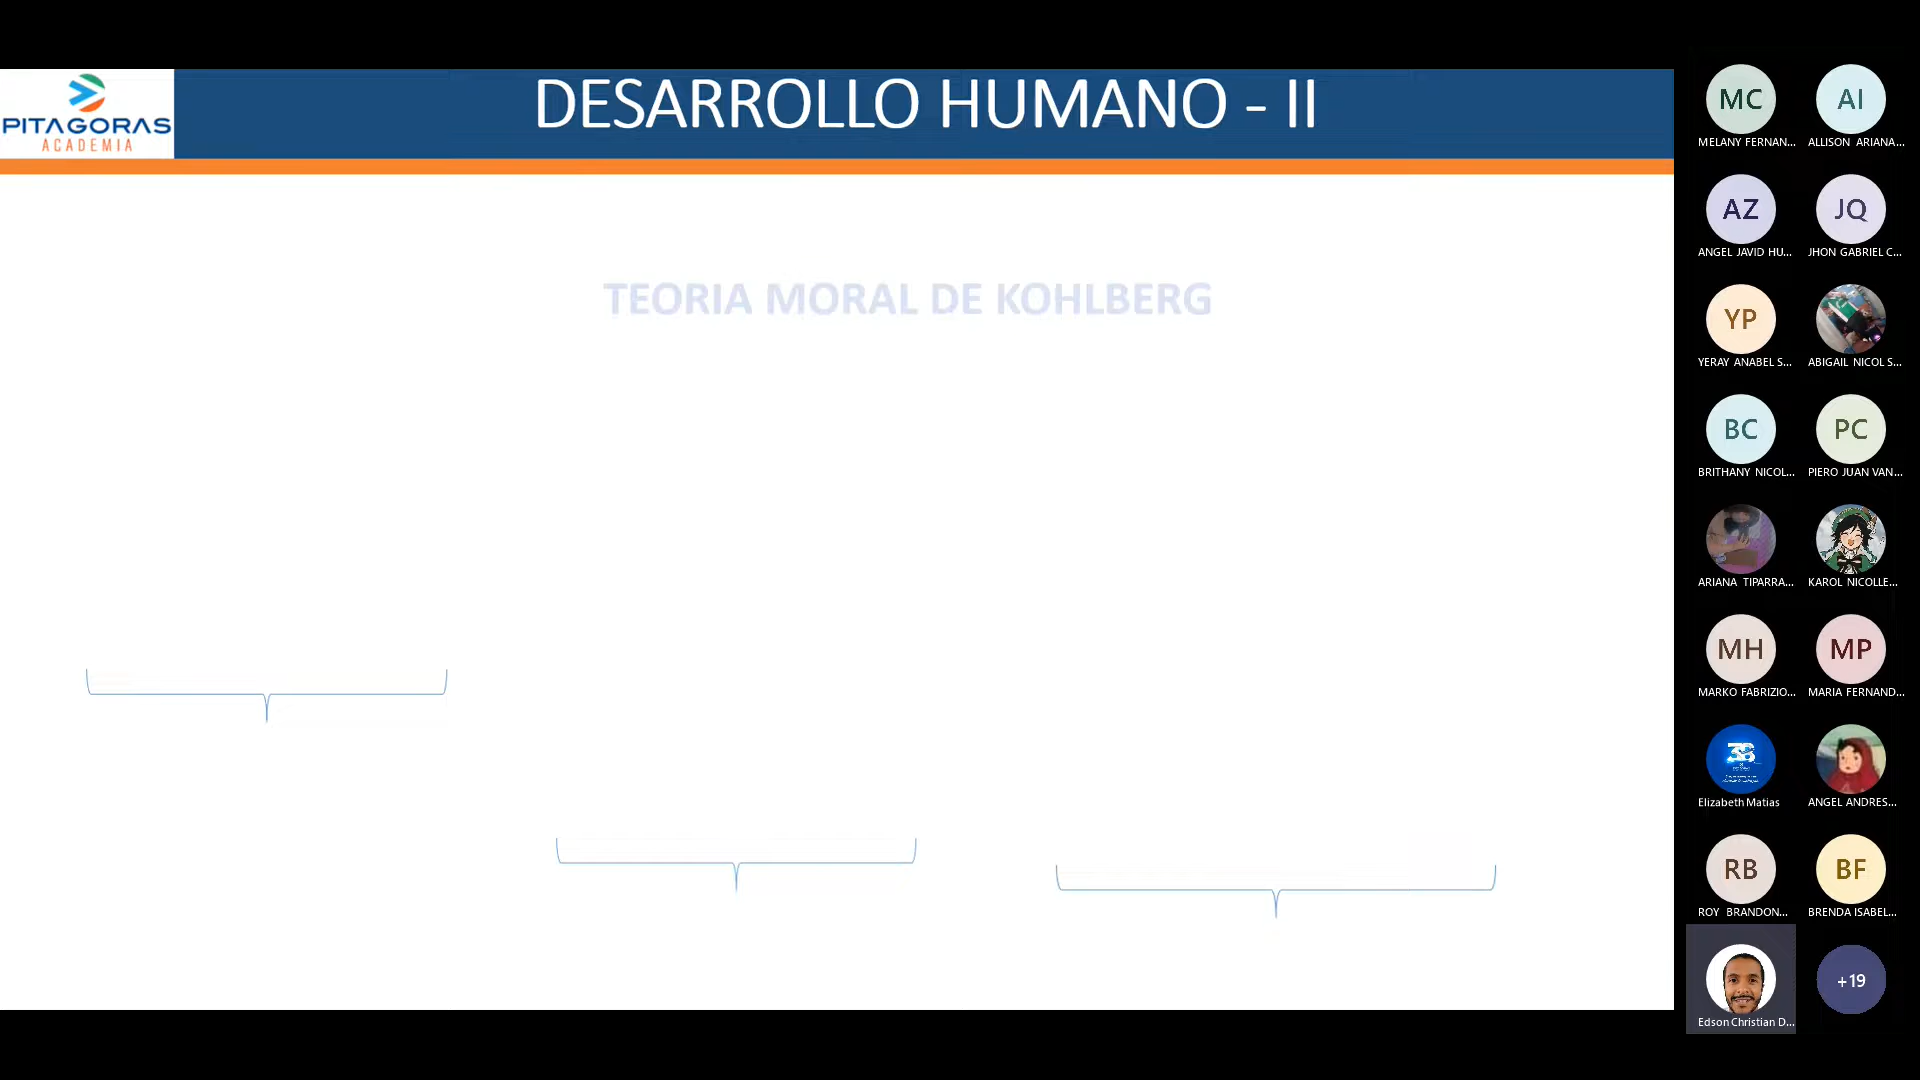 PITAGORAS
ACADEMIA
DESARROLLO HUMANO - II
TEORIA MORAL DE KOHLBERG
MC
MELANY FERNAN...
AI
ALLISON ARIANA...
AZ
ANGEL JAVID HU...
JQ
JHON GABRIEL C...
YP
YERAY ANABEL S...
ABIGAIL NICOL S...
BC
BRITHANY NICOL...
PC
PIERO JUAN VAN...
ARIANA TIPARRA...
KAROL NICOLLE...
MH
MARKO FABRIZIO...
MP
MARIA FERNAND...
Elizabeth Matias
ANGEL ANDRES...
RB
ROY BRANDON...
BF
BRENDA ISABEL...
Edson Christian D...
+19